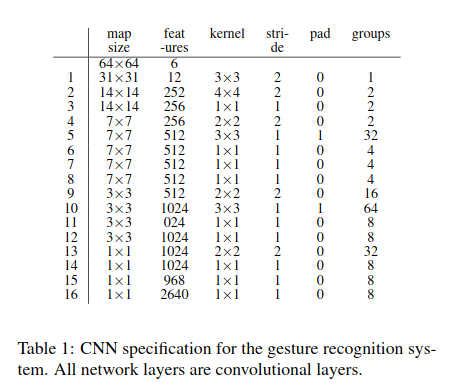 map feat kernel stri- pad groups
size -ures de
64×64 6
1 31×31 12 3×3 2 0 1
2 14×14 252 4×4 2 0 2
3 14×14 256 1×1 1 0 2
4 7×7 256 2×2 2 0 2
5 7×7 512 3×3 1 1 32
6 7×7 512 1×1 1 0 4
7 7×7 512 1×1 1 0 4
8 7×7 512 1×1 1 0 4
9 3×3 512 2×2 2 0 16
10 3×3 1024 3×3 1 1 64
11 3×3 024 1×1 1 0 8
12 3×3 1024 1×1 1 0 8
13 1×1 1024 2×2 2 0 32
14 1×1 1024 1×1 1 0 8
15 1×1 968 1×1 1 0 8
16 1×1 2640 1×1 1 0 8
Table 1: CNN specification for the gesture recognition sys-
tem. All network layers are convolutional layers.